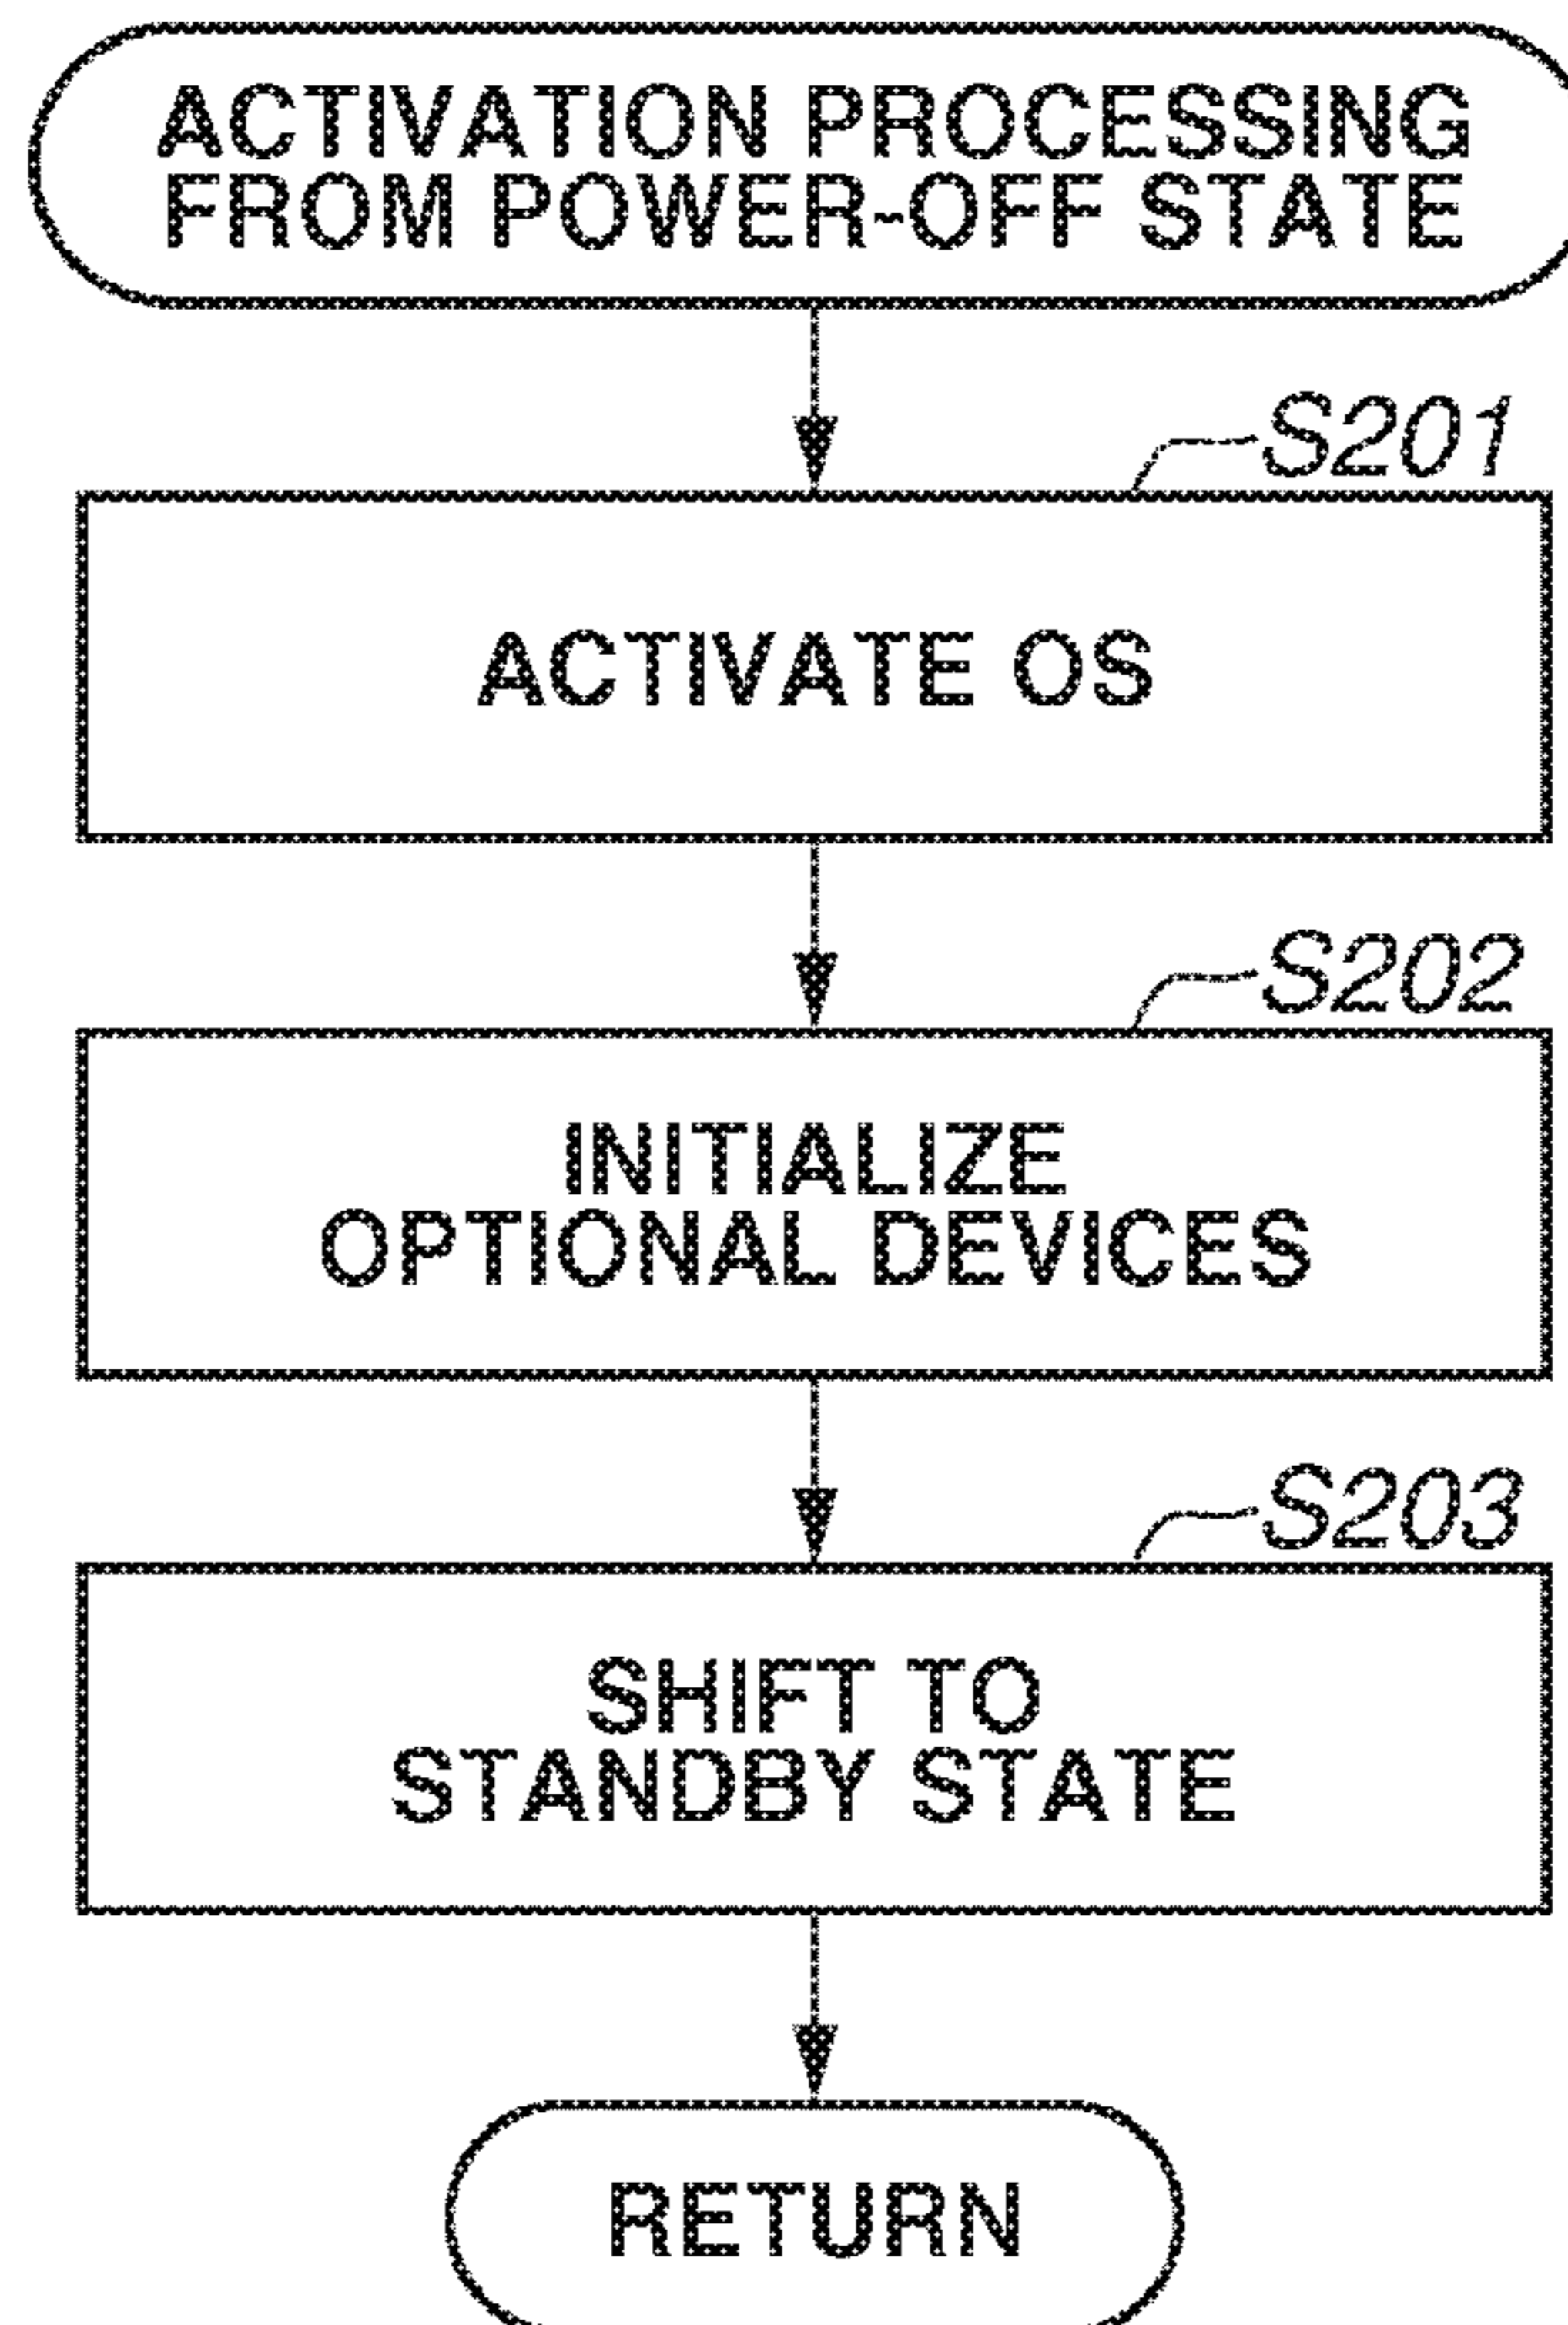 ACTIVATION PROCESSING
FROM POWER-OFF STATE
S201
ACTIVATE OS
S202
INITIALIZE
OPTIONAL DEVICES
S203
SHIFT TO
STANDBY STATE
RETURN